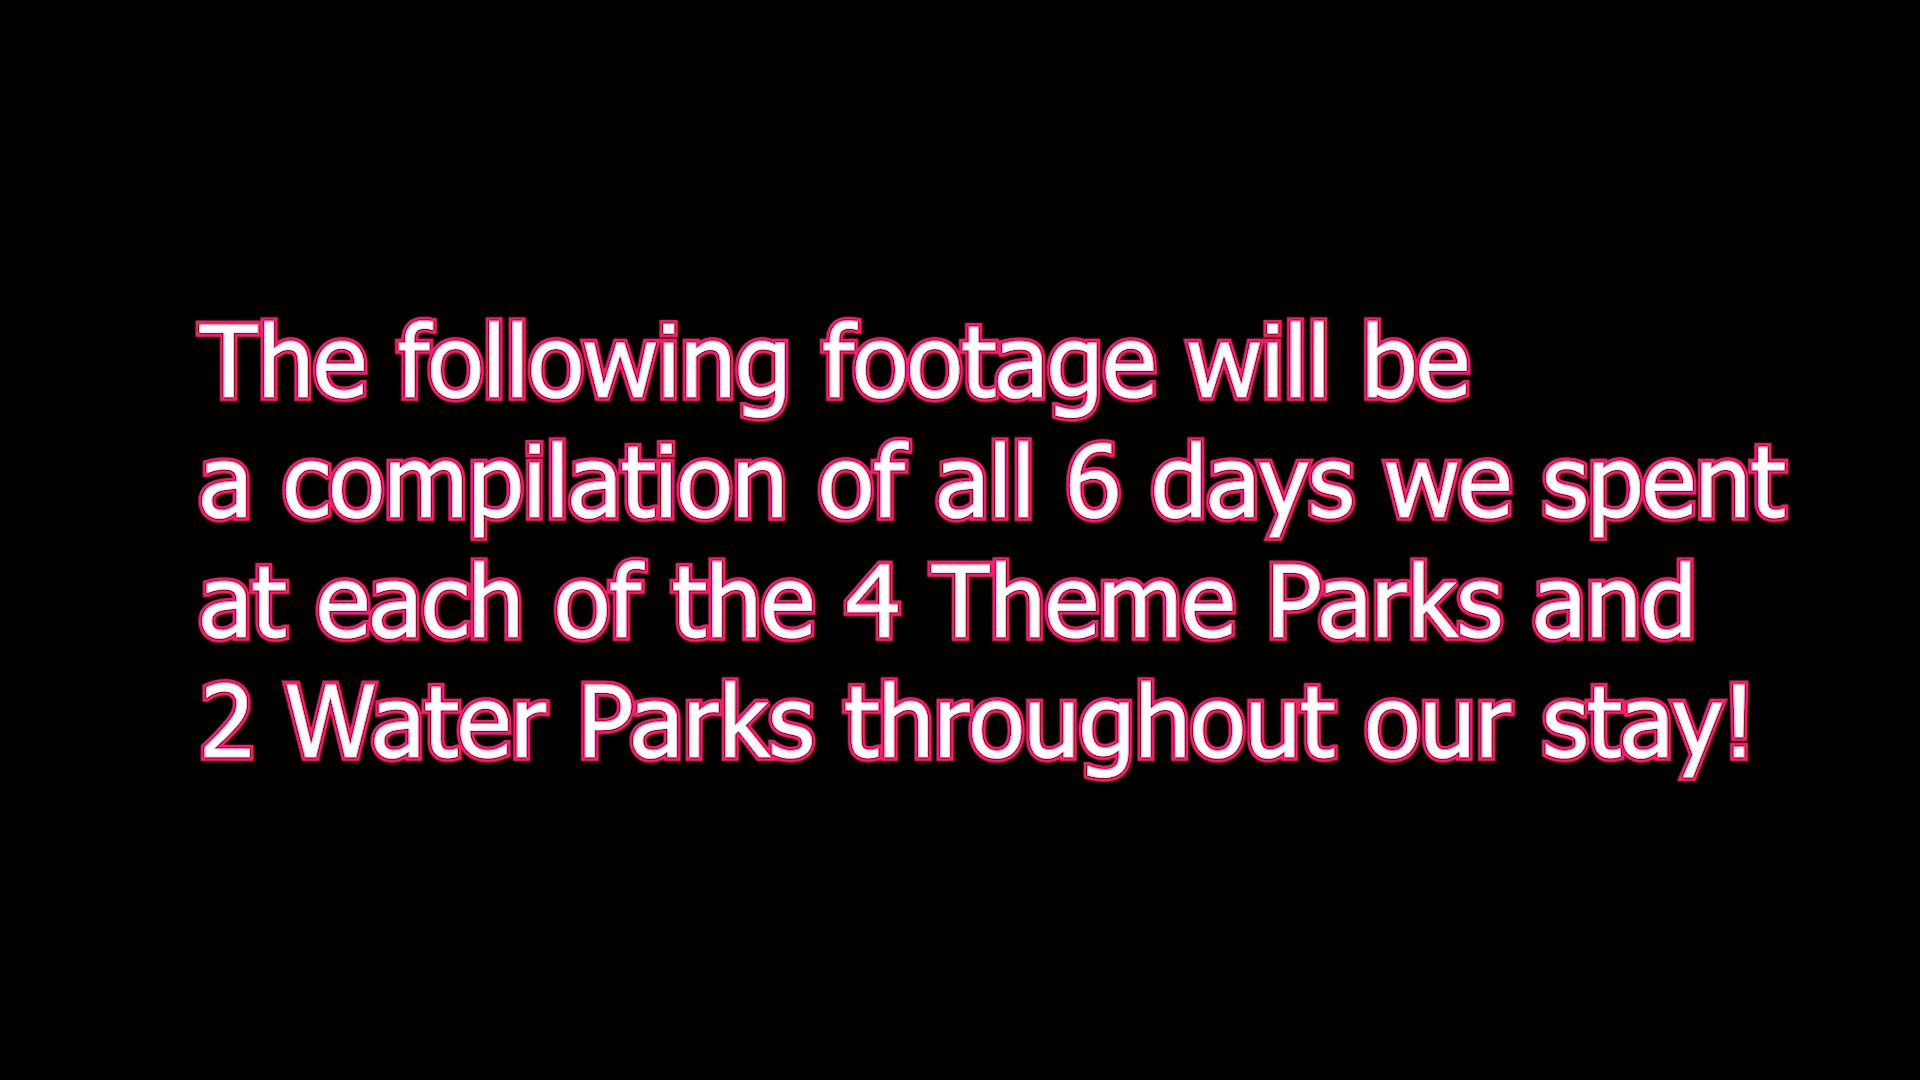 The following footage will be
a compilation of all 6 days we spent
at each of the 4 Theme Parks and
2 Water Parks throughout our stay!